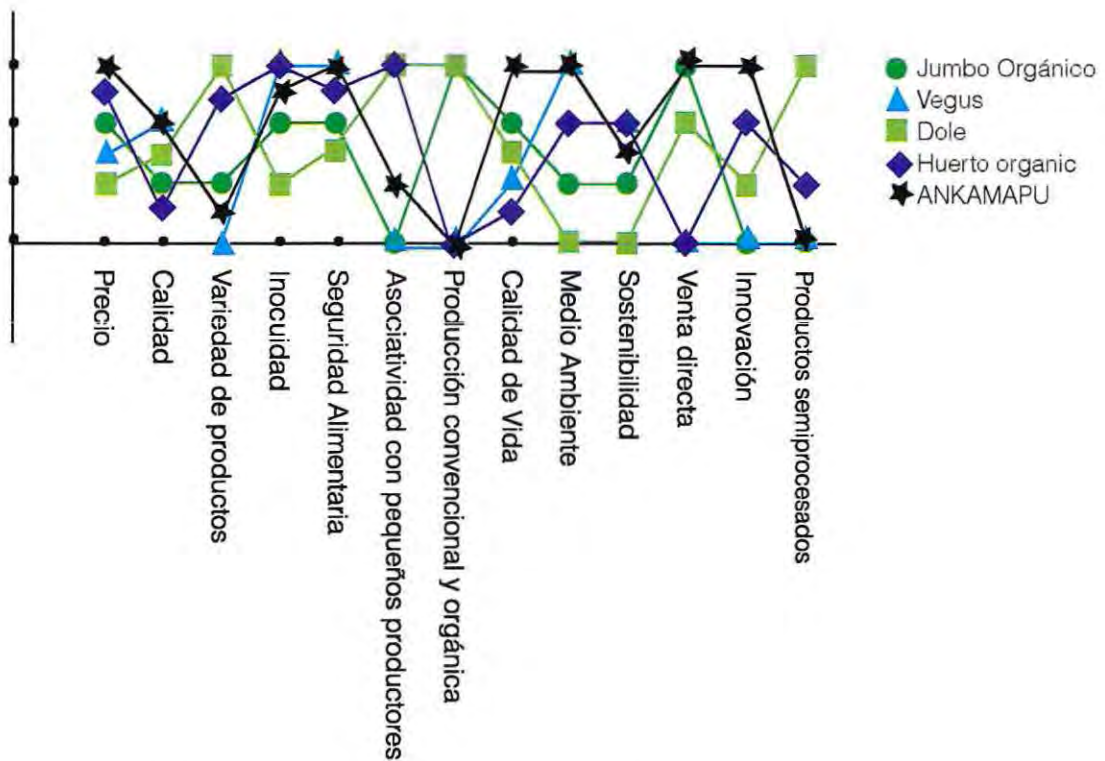 Jumbo Orgánico
Vegus
Dole
Huerto organic
ANKAMAPU
Precio
Calidad
Variedad de productos
Inocuidad
Seguridad Alimentaria
Asociatividad con pequeños productores
Producción convencional y orgánica
Calidad de Vida
Medio Ambiente
Sostenibilidad
Venta directa
Innovación
Productos semiprocesados